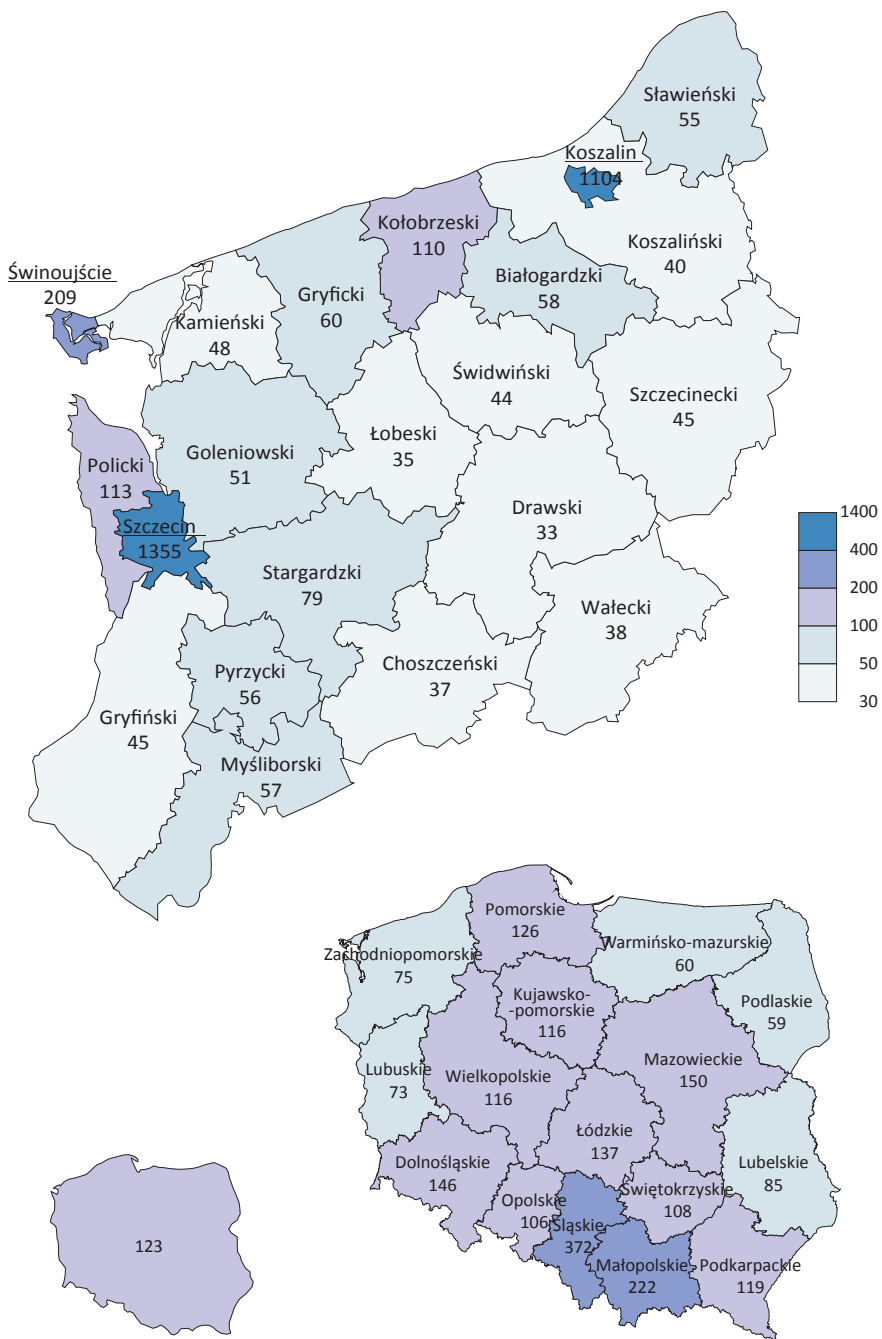 Sławieński
55
Koszalin
1104
Kołobrzeski
110
Koszaliński
40
Białogardzki
58
Świnoujście
209
Gryficki
60
Kamieński
48
Świdwiński
44
Szczecinecki
45
Łobeski
35
Goleniowski
51
Policki
113
Drawski
33
Szczecin
1355
Stargardzki
79
Wałecki
38
Choszczeński
37
Pyrzycki
56
Gryfiński
45
Myśliborski
57
1400
400
200
100
50
30
Pomorskie
126
Warmińsko-mazurskie
60
Zachodniopomorskie
75
Kujawsko-
-pomorskie
116
Podlaskie
59
Mazowieckie
150
Lubuskie
73
Wielkopolskie
116
Łódzkie
137
Dolnośląskie
146
Lubelskie
85
Opolskie
106
Świętokrzyskie
108
Śląskie
372
Małopolskie
222
Podkarpackie
119
123